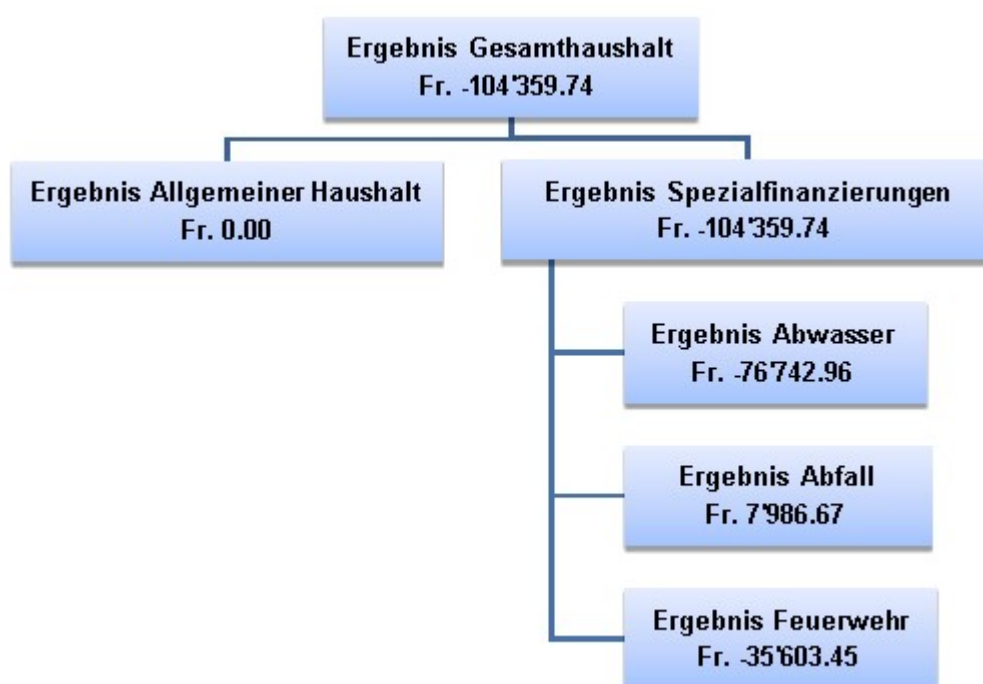 Ergebnis Gesamthaushalt
Fr. -104'359.74
Ergebnis Allgemeiner Haushalt
Fr. 0.00
Ergebnis Spezialfinanzierungen
Fr. -104'359.74
Ergebnis Abwasser
Fr. -76'742.96
Ergebnis Abfall
Fr. 7'986.67
Ergebnis Feuerwehr
Fr. -35'603.45